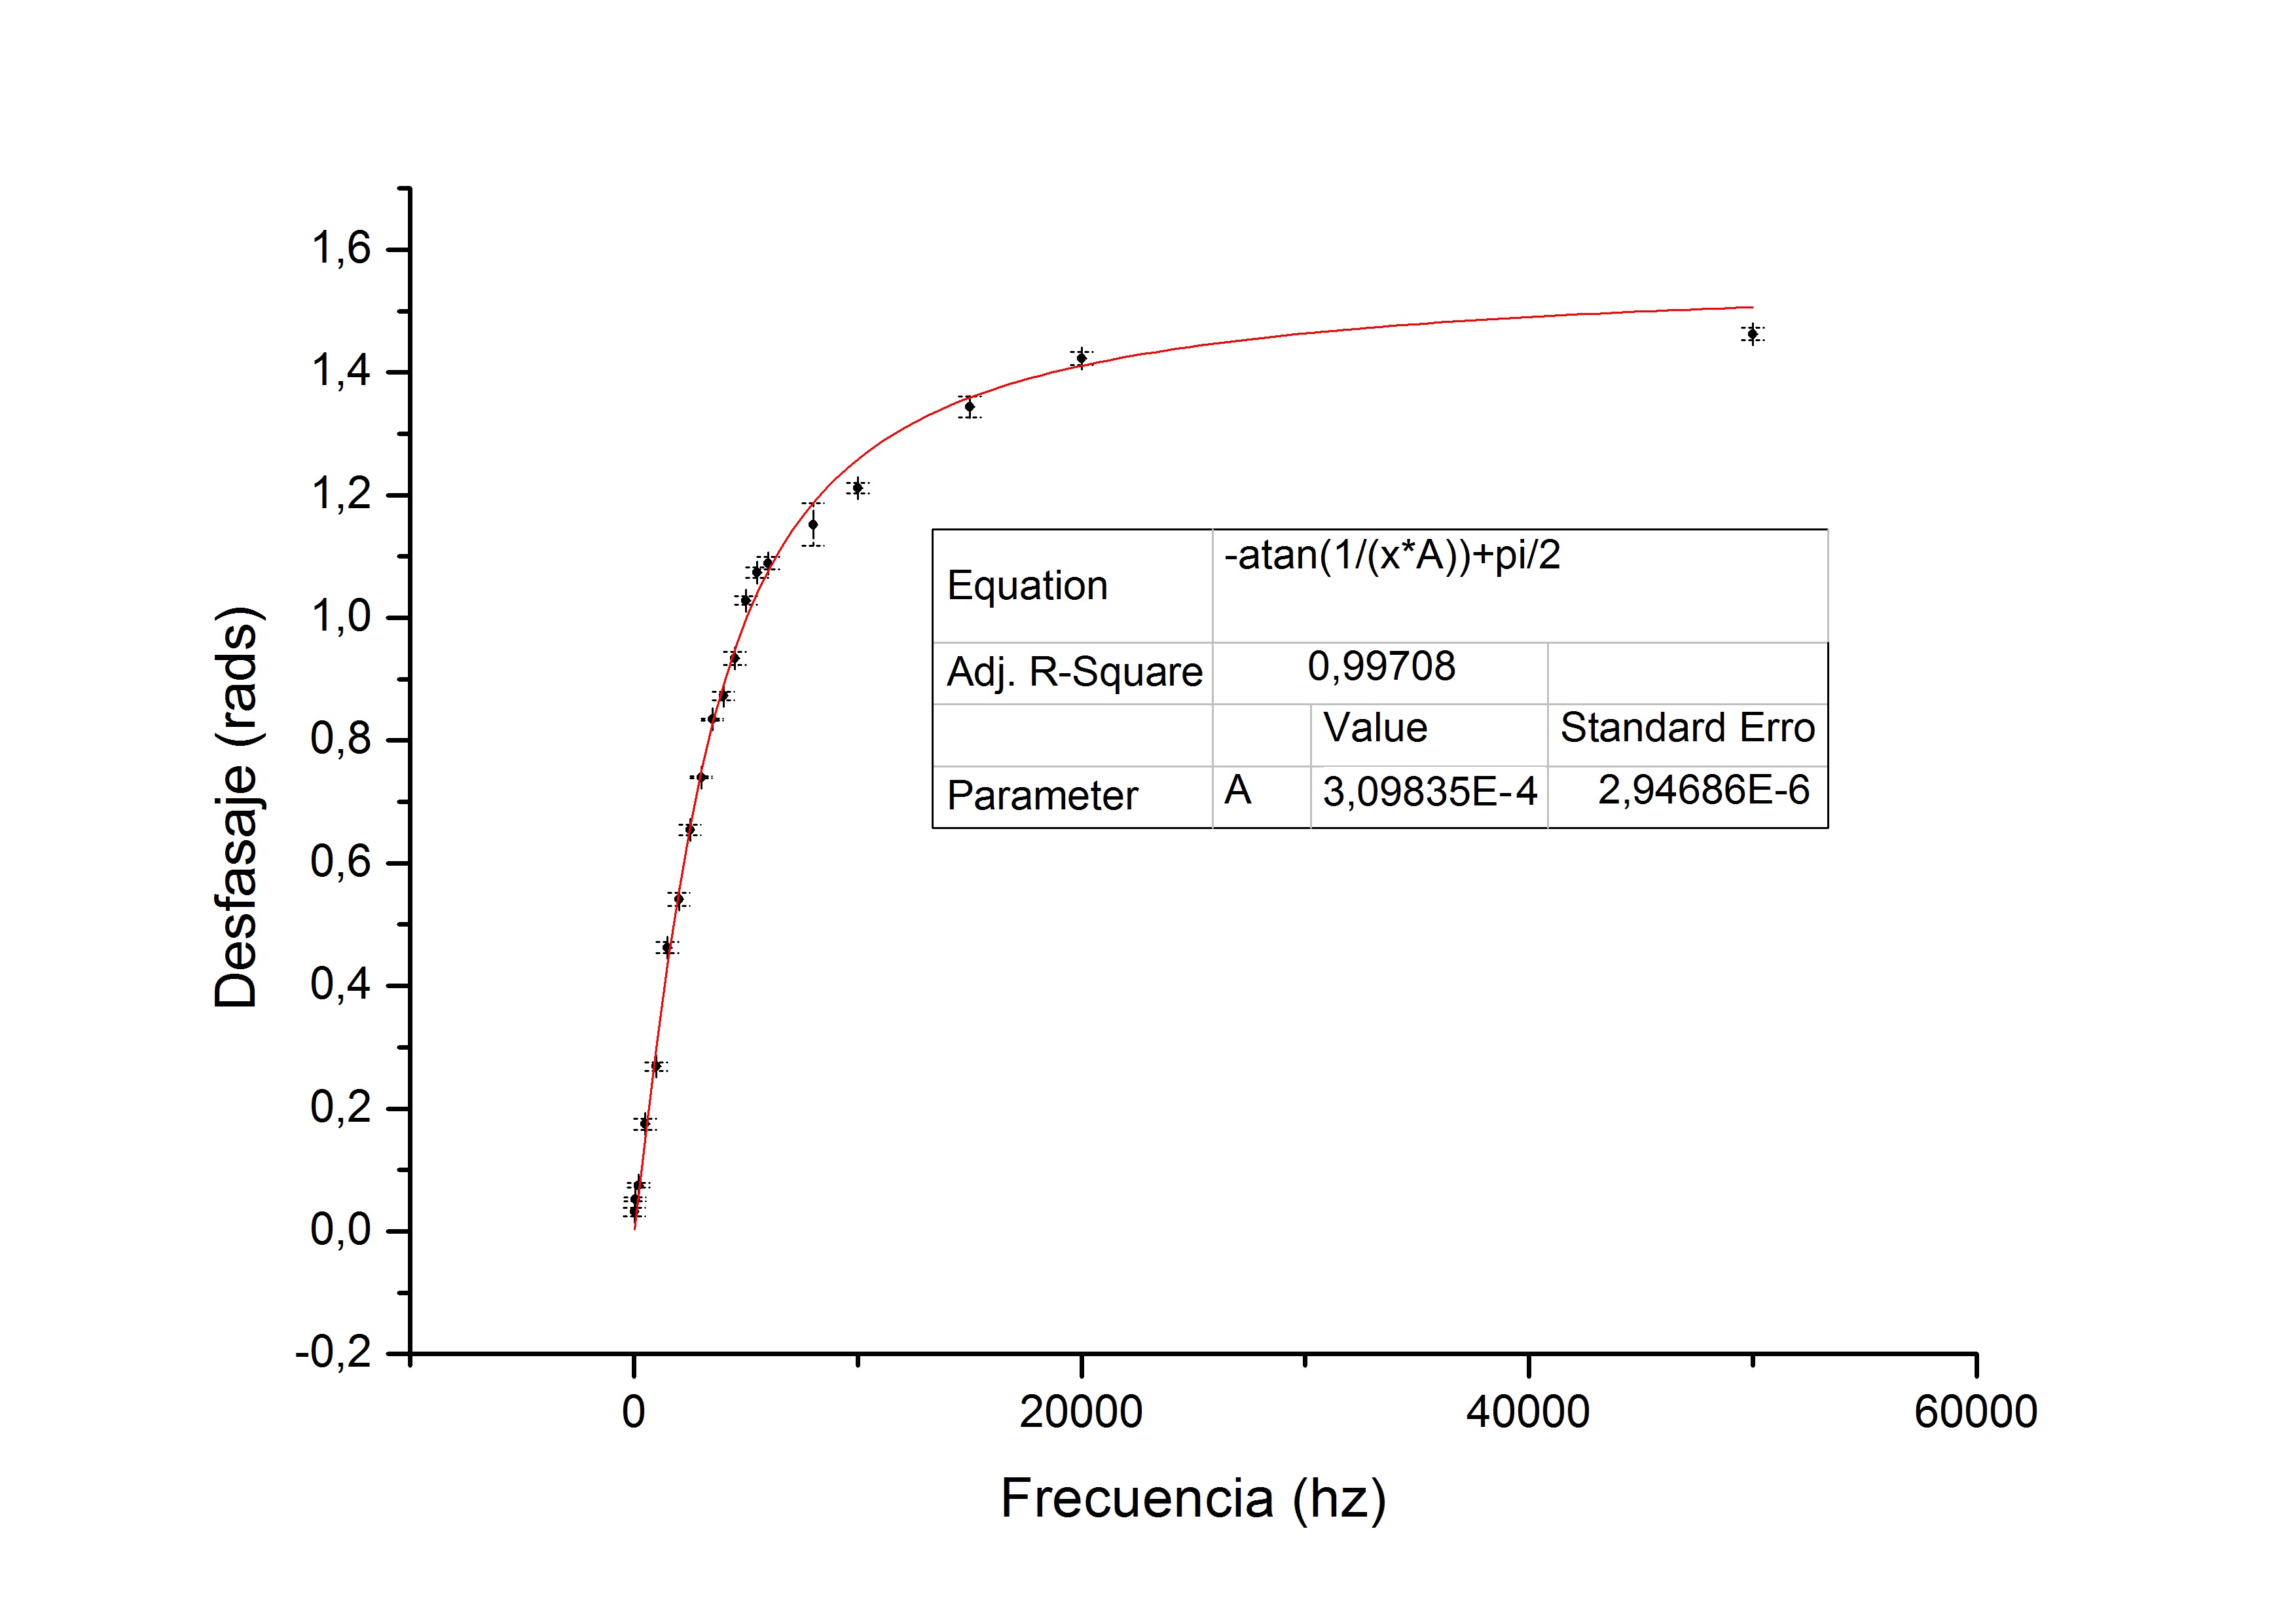 1,6
1,4
1,2
1,0
0,8
0,6
0,4
0,2
0,0
-0,2
Desfasaje (rads)
0 20000 40000 60000
Frecuencia (hz)
Equation -atan(1/(x*A))+pi/2
Adj. R-Square 0,99708
Value Standard Erro
Parameter A 3,09835E-4 2,94686E-6